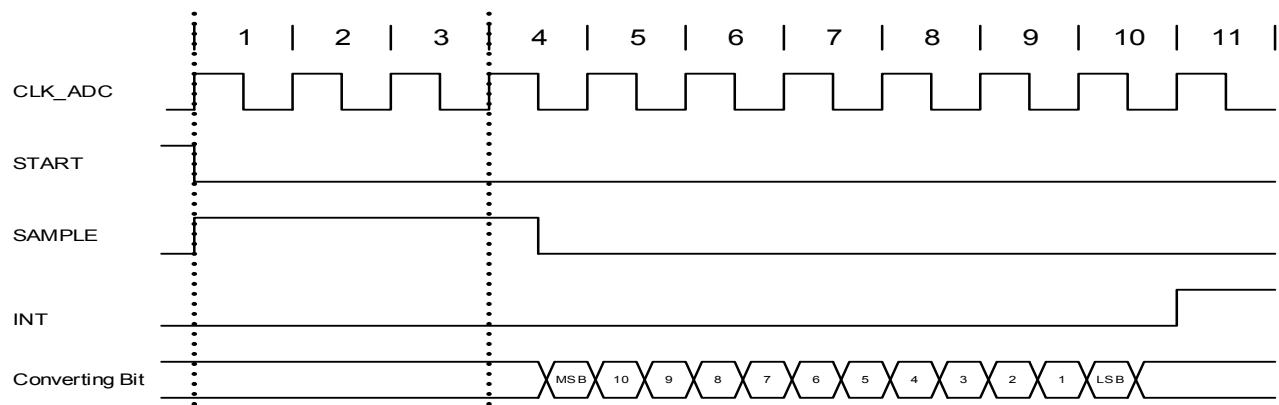 1 | 2 | 3 | 4 | 5 | 6 | 7 | 8 | 9 | 10 | 11 |
CLK_ADC
START
SAMPLE
INT
Converting Bit MSB 10 9 8 7 6 5 4 3 2 1 LSB